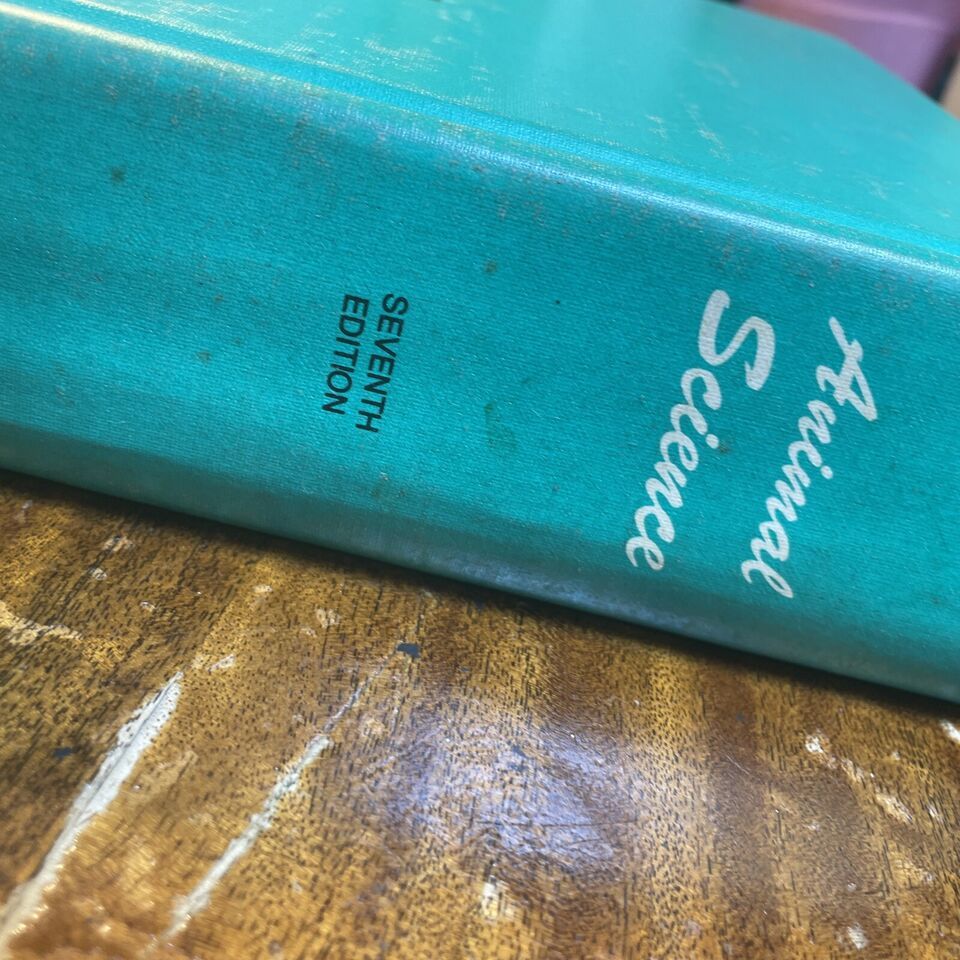 Animal
Science
SEVENTH
EDITION